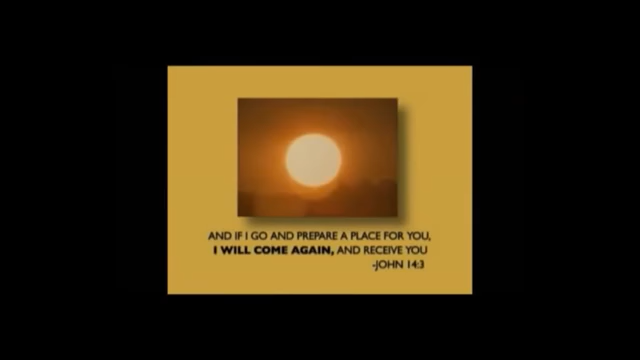 AND IF I GO AND PREPARE A PLACE FOR YOU,
I WILL COME AGAIN, AND RECEIVE YOU
-JOHN 14:3